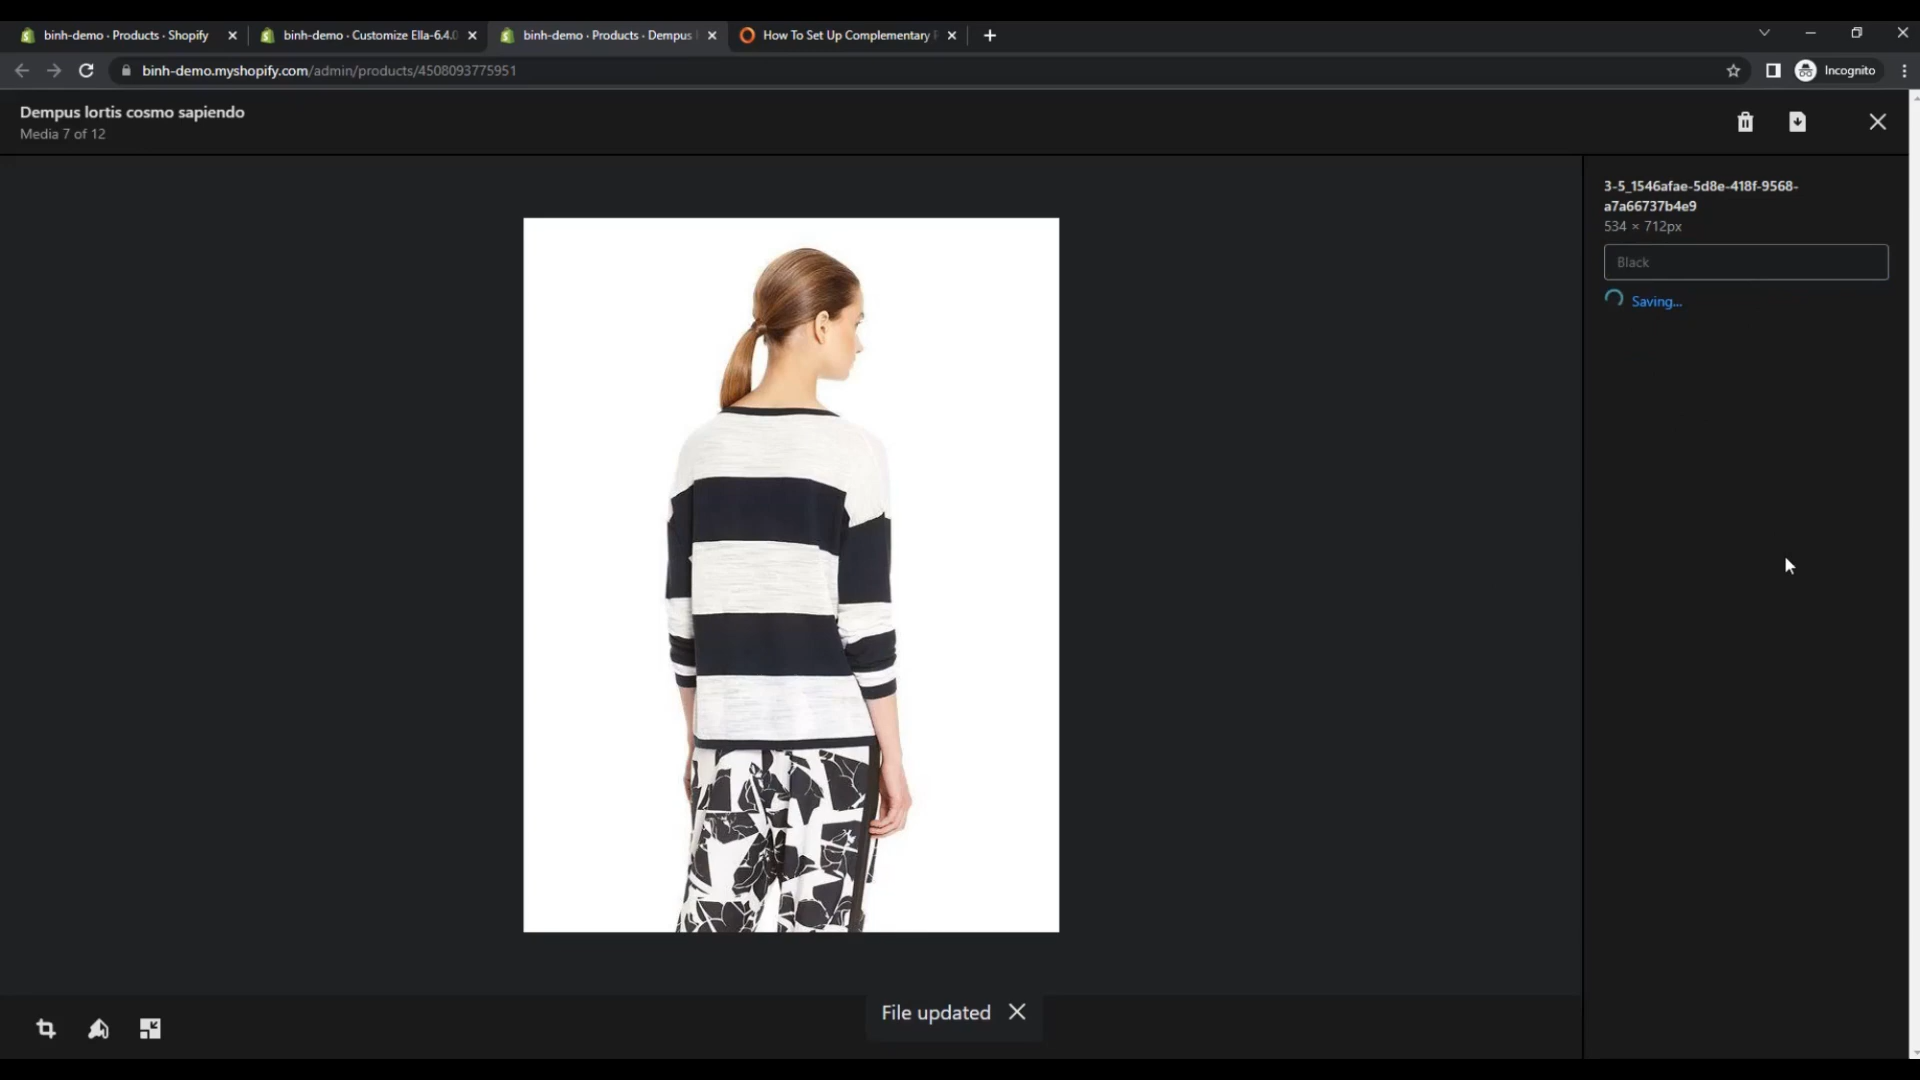 binh-demo · Products · Shopify
binh-demo · Customize Ella-6.4.0
binh-demo · Products · Dempus
How To Set Up Complementary
binh-demo.myshopify.com/admin/products/4508093775951
Incognito
Dempus lortis cosmo sapiendo
Media 7 of 12
3-5_1546afae-5d8e-418f-9568-
a7a66737b4e9
534 × 712px
Black
Saving...
File updated